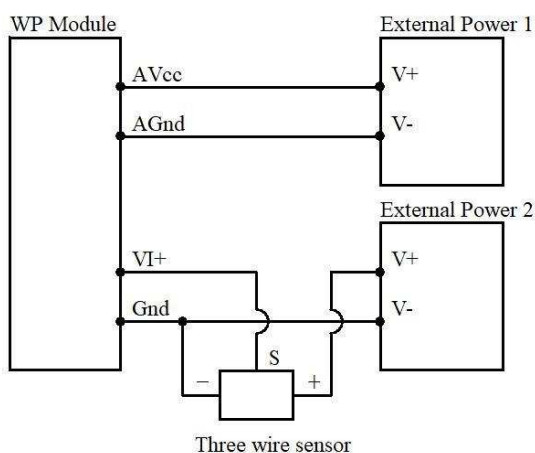 WP Module
External Power 1
AVcc
V+
AGnd
V-
External Power 2
VI+
V+
Gnd
V-
S
− +
Three wire sensor